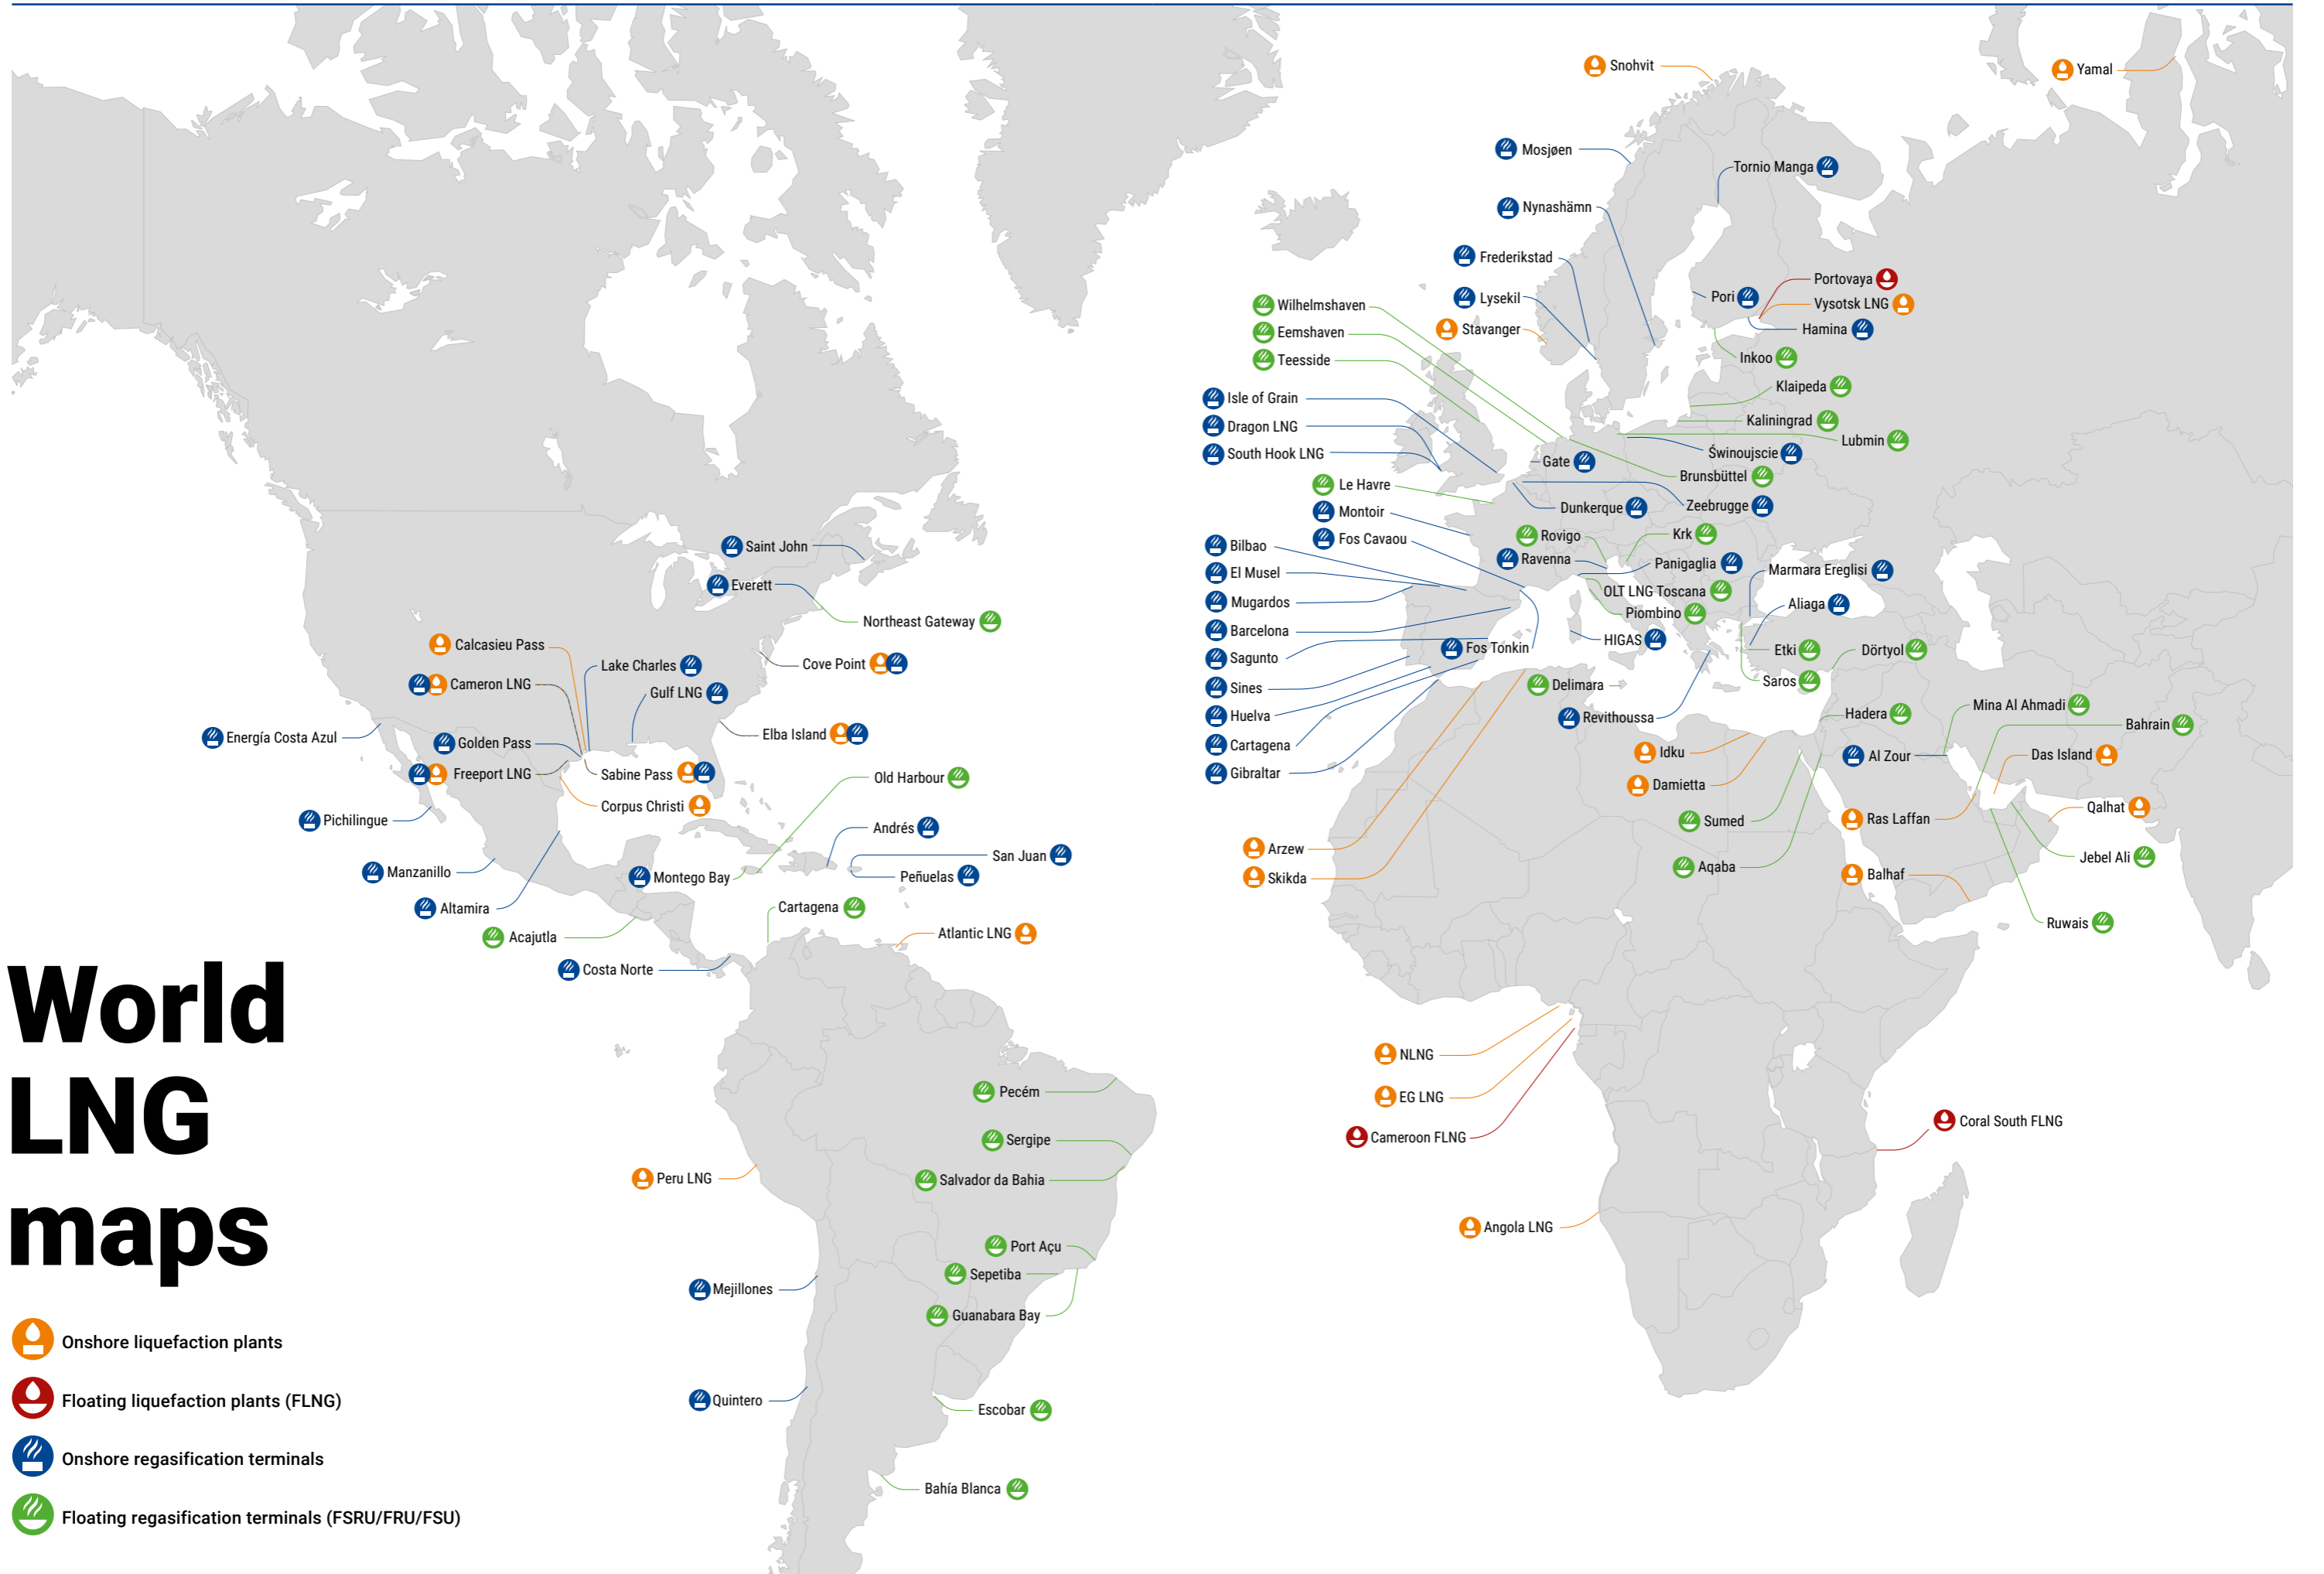 Snohvit
Yamal
Mosjøen
Tornio Manga
Nynashämn
Frederikstad
Portovaya
Pori
Lysekil
Vysotsk LNG
Wilhelmshaven
Stavanger
Hamina
Eemshaven
Inkoo
Teesside
Klaipeda
Isle of Grain
Kaliningrad
Dragon LNG
Lubmin
South Hook LNG
Świnoujscie
Gate
Brunsbüttel
Le Havre
Zeebrugge
Dunkerque
Montoir
Krk
Rovigo
Fos Cavaou
Saint John
Bilbao
Ravenna
Panigaglia
Marmara Ereglisi
El Musel
Everett
OLT LNG Toscana
Mugardos
Aliaga
Piombino
Northeast Gateway
Barcelona
HIGAS
Calcasieu Pass
Fos Tonkin
Etki
Dörtyol
Sagunto
Cove Point
Lake Charles
Saros
Cameron LNG
Delimara
Sines
Gulf LNG
Mina Al Ahmadi
Hadera
Huelva
Revithoussa
Bahrain
Elba Island
Energía Costa Azul
Golden Pass
Cartagena
Idku
Al Zour
Das Island
Freeport LNG
Sabine Pass
Gibraltar
Old Harbour
Damietta
Corpus Christi
Qalhat
Pichilingue
Ras Laffan
Sumed
Andrés
Arzew
San Juan
Jebel Ali
Manzanillo
Aqaba
Montego Bay
Peñuelas
Skikda
Balhaf
Altamira
Cartagena
Ruwais
Acajutla
Atlantic LNG
Costa Norte
World
LNG
maps
NLNG
Pecém
EG LNG
Coral South FLNG
Cameroon FLNG
Sergipe
Peru LNG
Salvador da Bahia
Angola LNG
Port Açu
Sepetiba
Mejillones
Guanabara Bay
Onshore liquefaction plants
Floating liquefaction plants (FLNG)
Quintero
Escobar
Onshore regasification terminals
Bahía Blanca
Floating regasification terminals (FSRU/FRU/FSU)